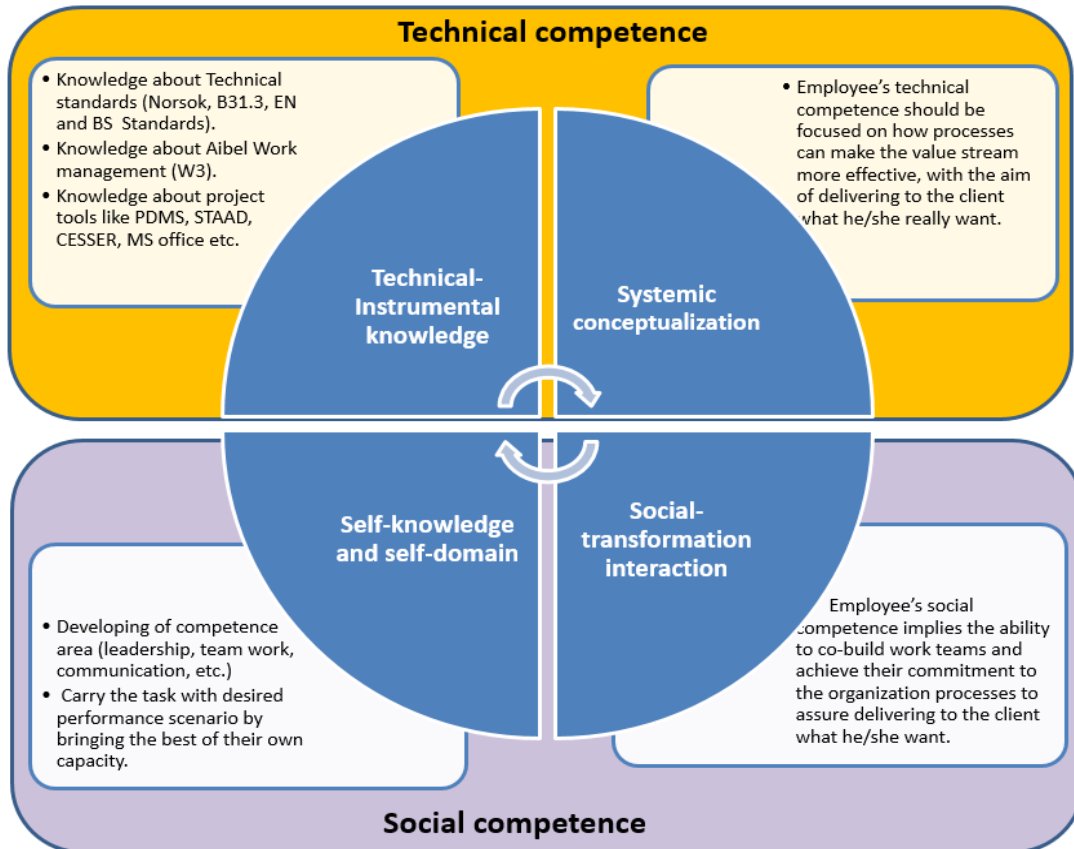 Technical competence
• Knowledge about Technical
standards (Norsok, B31.3, EN
and BS Standards).
• Knowledge about Aibel Work
management (W3).
• Knowledge about project
tools like PDMS, STAAD,
CESSER, MS office etc.
• Employee's technical
competence should be
focused on how processes
can make the value stream
more effective, with the aim
of delivering to the client
what he/she really want.
Technical-
Instrumental
knowledge
Systemic
conceptualization
Self-knowledge
and self-domain
Social-
transformation
interaction
• Developing of competence
area (leadership, team work,
communication, etc.)
• Carry the task with desired
performance scenario by
bringing the best of their own
capacity.
Employee's social
competence implies the ability
to co-build work teams and
achieve their commitment to
the organization processes to
assure delivering to the client
what he/she want.
Social competence